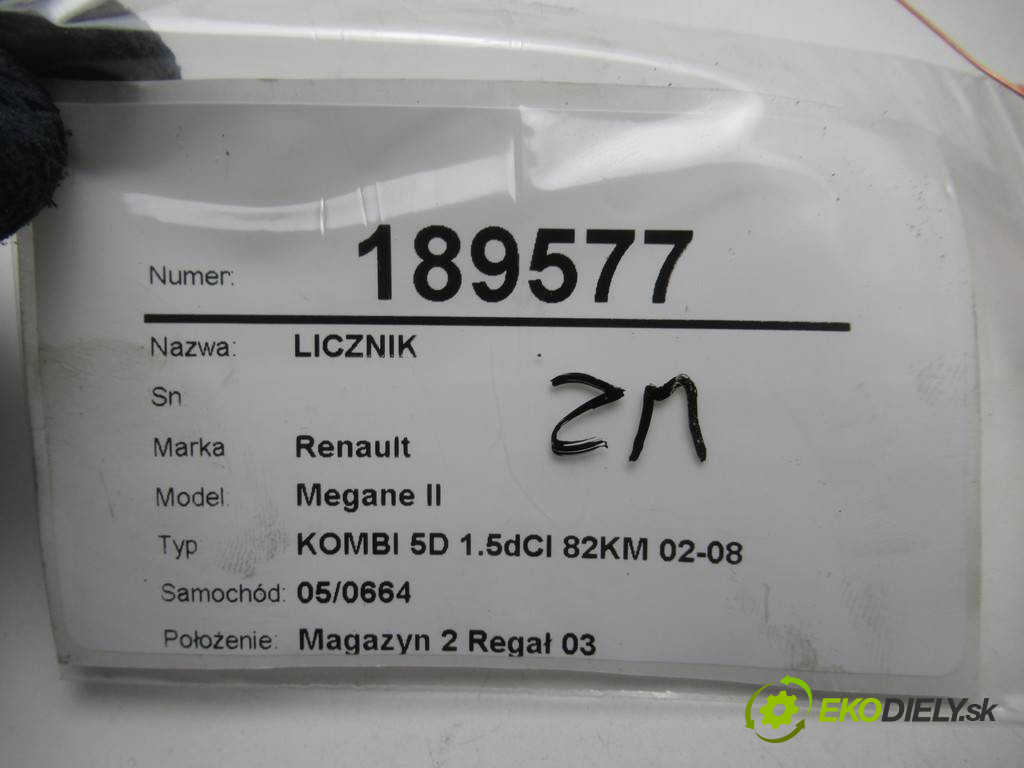 Numer: 189577
Nazwa: LICZNIK
Sn
ZM
Marka Renault
Model: Megane II
Typ KOMBI 5D 1.5dCI 82KM 02-08
Samochód: 05/0664
Położenie: Magazyn 2 Regał 03
EKODIELY.sk